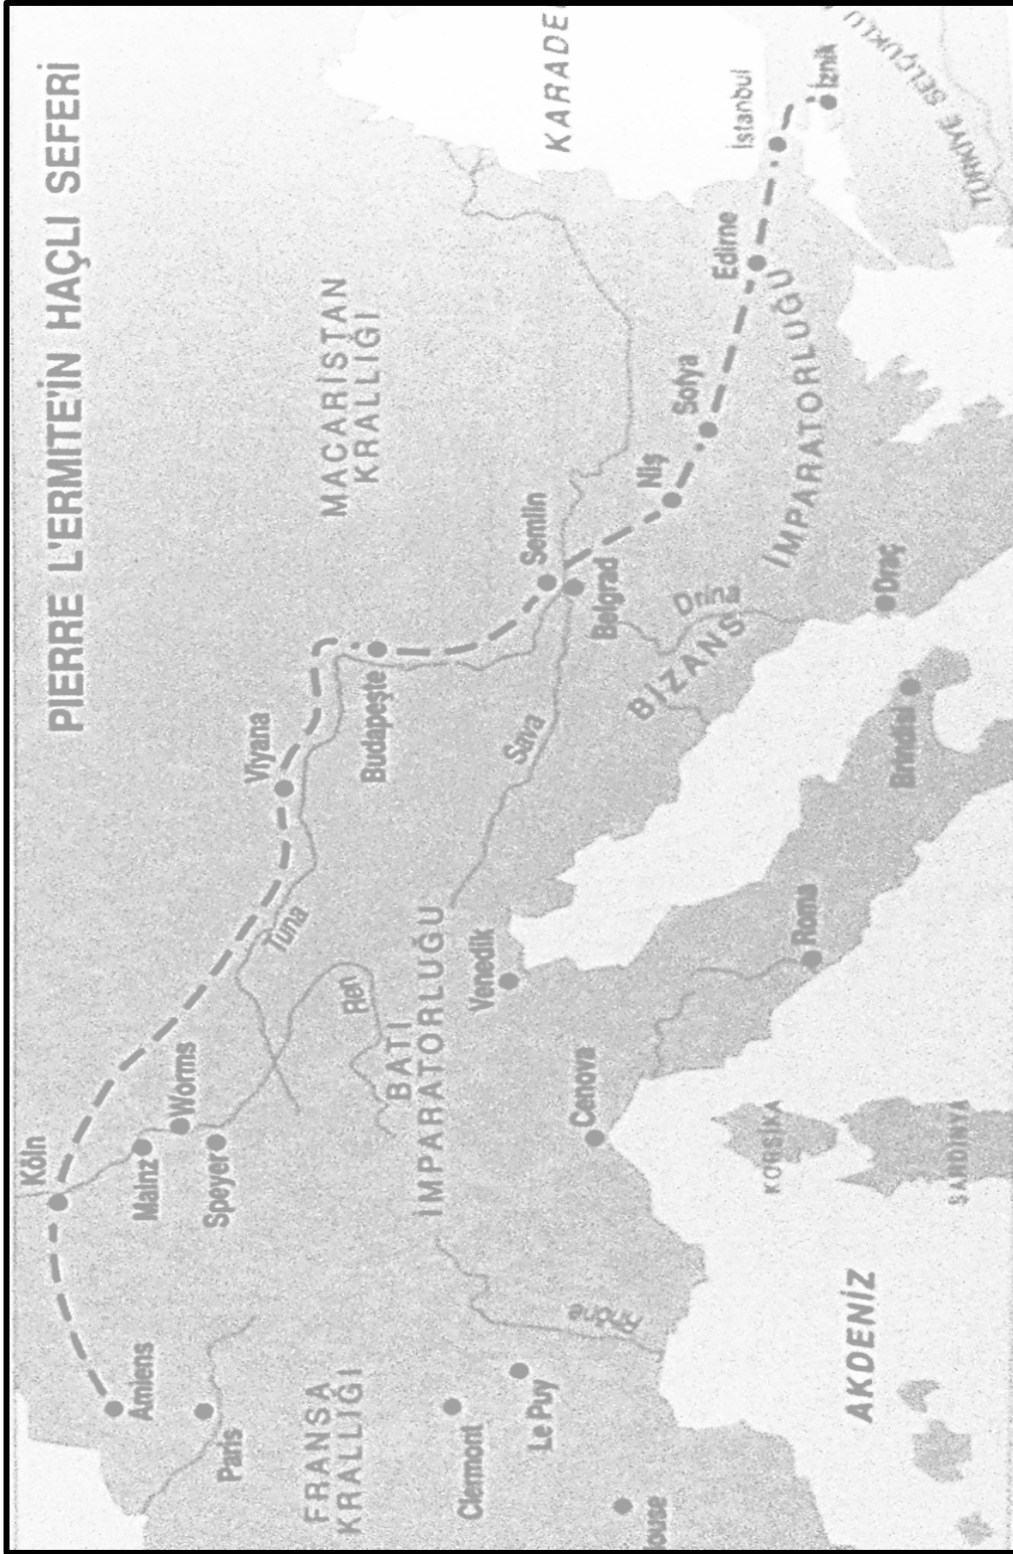 PIERRE L'ERMITE'İN HAÇLI SEFERİ
Köln
Amiens
Paris
Mainz
Worms
Speyer
Viyana
Tuna
Ren
MACARİSTAN
KRALLIĞI
Budapeşte
KARADE
FRANSA
KRALLIĞI
BATI
İMPARATORLUĞU
Clermont
Le Puy
Rhône
Venedik
Cenova
Sava
Semlin
Belgrad
Drina
Niş
Sofya
Edirne
İstanbul
İznik
TÜRKİYE SELÇUKLU
BİZANS
İMPARATORLUĞU
Draç
Brindisi
Roma
KORSİKA
SARDİNYA
AKDENİZ
louse